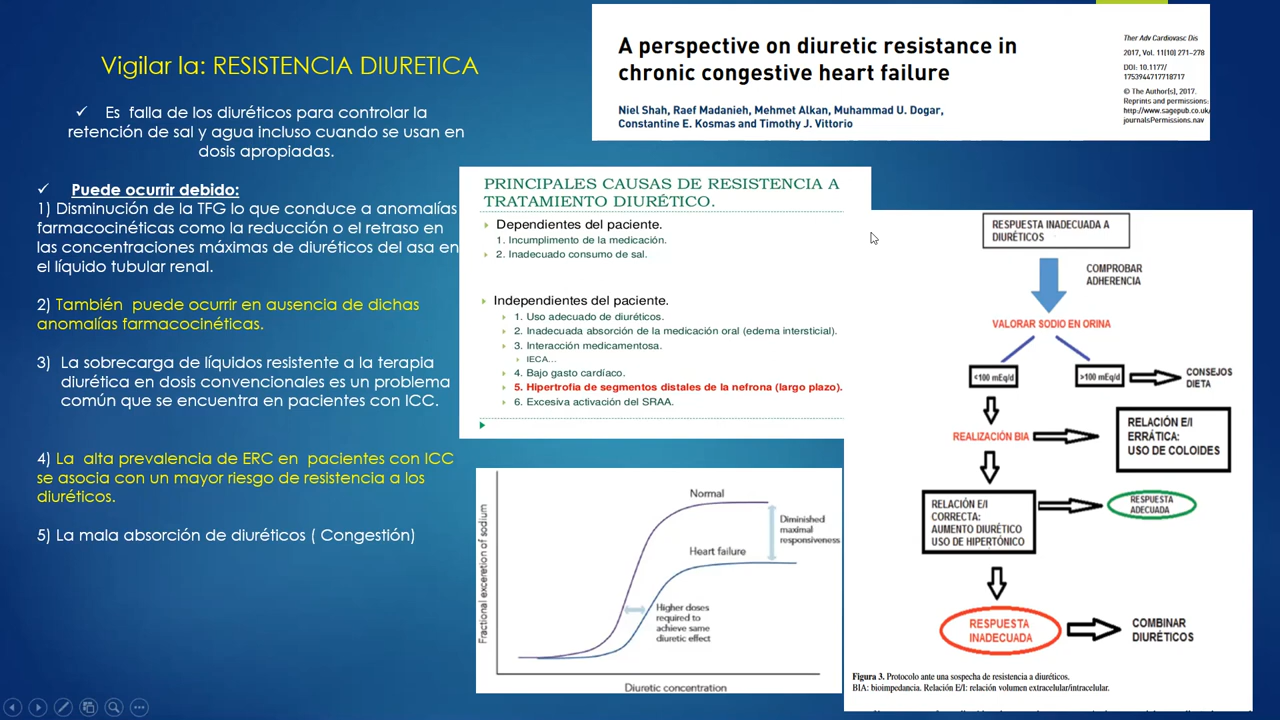 Vigilar la: RESISTENCIA DIURETICA
✓ Es falla de los diuréticos para controlar la
retención de sal y agua incluso cuando se usan en
dosis apropiadas.
✓ Puede ocurrir debido:
1) Disminución de la TFG lo que conduce a anomalías
farmacocinéticas como la reducción o el retraso en
las concentraciones máximas de diuréticos del asa en
el líquido tubular renal.
2) También puede ocurrir en ausencia de dichas
anomalías farmacocinéticas.
3) La sobrecarga de líquidos resistente a la terapia
diurética en dosis convencionales es un problema
común que se encuentra en pacientes con ICC.
4) La alta prevalencia de ERC en pacientes con ICC
se asocia con un mayor riesgo de resistencia a los
diuréticos.
5) La mala absorción de diuréticos ( Congestión)
A perspective on diuretic resistance in
chronic congestive heart failure
Niel Shah, Raef Madanieh, Mehmet Alkan, Muhammad U. Dogar,
Constantine E. Kosmas and Timothy J. Vittorio
Ther Adv Cardiovasc Dis
2017, Vol. 11(10) 271–278
DOI: 10.1177/
1753944717718717
© The Author(s), 2017.
Reprints and permissions:
http://www.sagepub.co.uk/
journalsPermissions.nav
PRINCIPALES CAUSAS DE RESISTENCIA A
TRATAMIENTO DIURÉTICO.
Dependientes del paciente.
1. Incumplimento de la medicación.
2. Inadecuado consumo de sal.
Independientes del paciente.
1. Uso adecuado de diuréticos.
2. Inadecuada absorción de la medicación oral (edema intersticial).
3. Interacción medicamentosa.
IECA...
4. Bajo gasto cardíaco.
5. Hipertrofia de segmentos distales de la nefrona (largo plazo).
6. Excesiva activación del SRAA.
Fractional excretion of sodium
Normal
Heart failure
Diminished
maximal
responsiveness
Higher doses
required to
achieve same
diuretic effect
Diuretic concentration
RESPUESTA INADECUADA A
DIURÉTICOS
COMPROBAR
ADHERENCIA
VALORAR SODIO EN ORINA
<100 mEq/d
>100 mEq/d
CONSEJOS
DIETA
REALIZACIÓN BIA
RELACIÓN E/I
ERRÁTICA:
USO DE COLOIDES
RELACIÓN E/I
CORRECTA:
AUMENTO DIURÉTICO
USO DE HIPERTÓNICO
RESPUESTA
ADECUADA
RESPUESTA
INADECUADA
COMBINAR
DIURÉTICOS
Figura 3. Protocolo ante una sospecha de resistencia a diuréticos.
BIA: bioimpedancia. Relación E/I: relación volumen extracelular/intracelular.